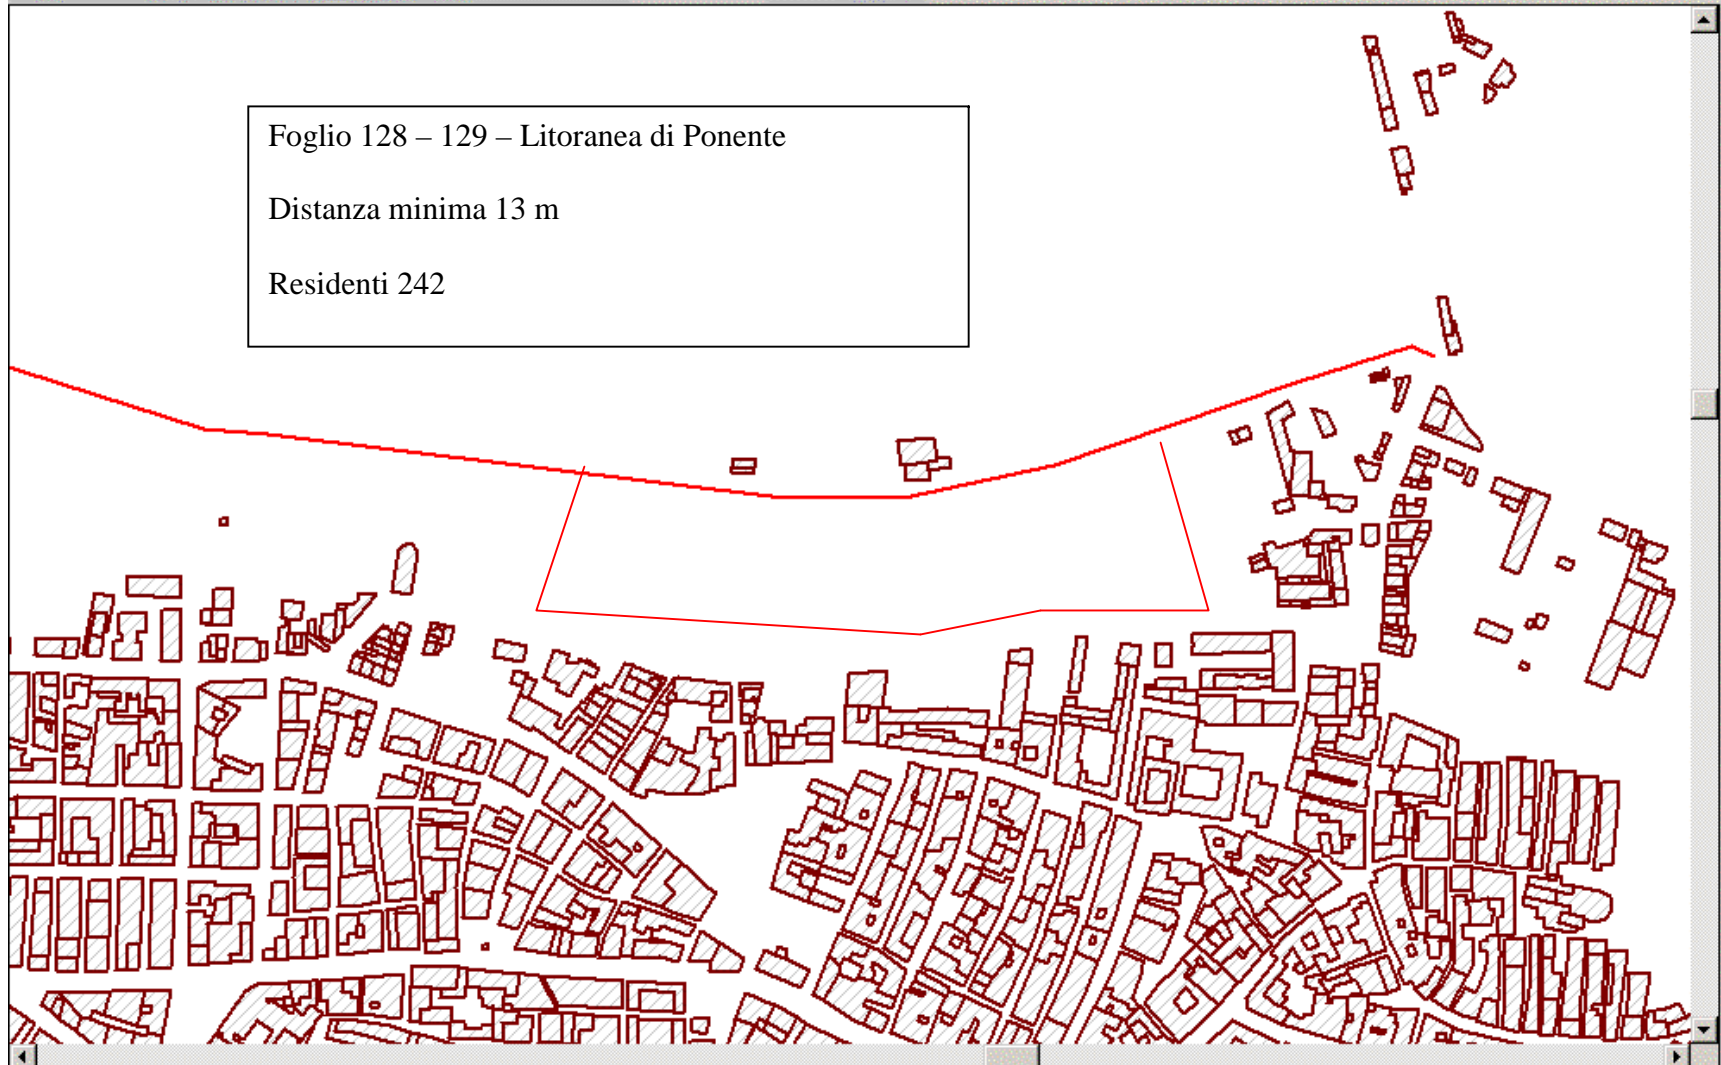 Foglio 128 – 129 – Litoranea di Ponente
Distanza minima 13 m
Residenti 242